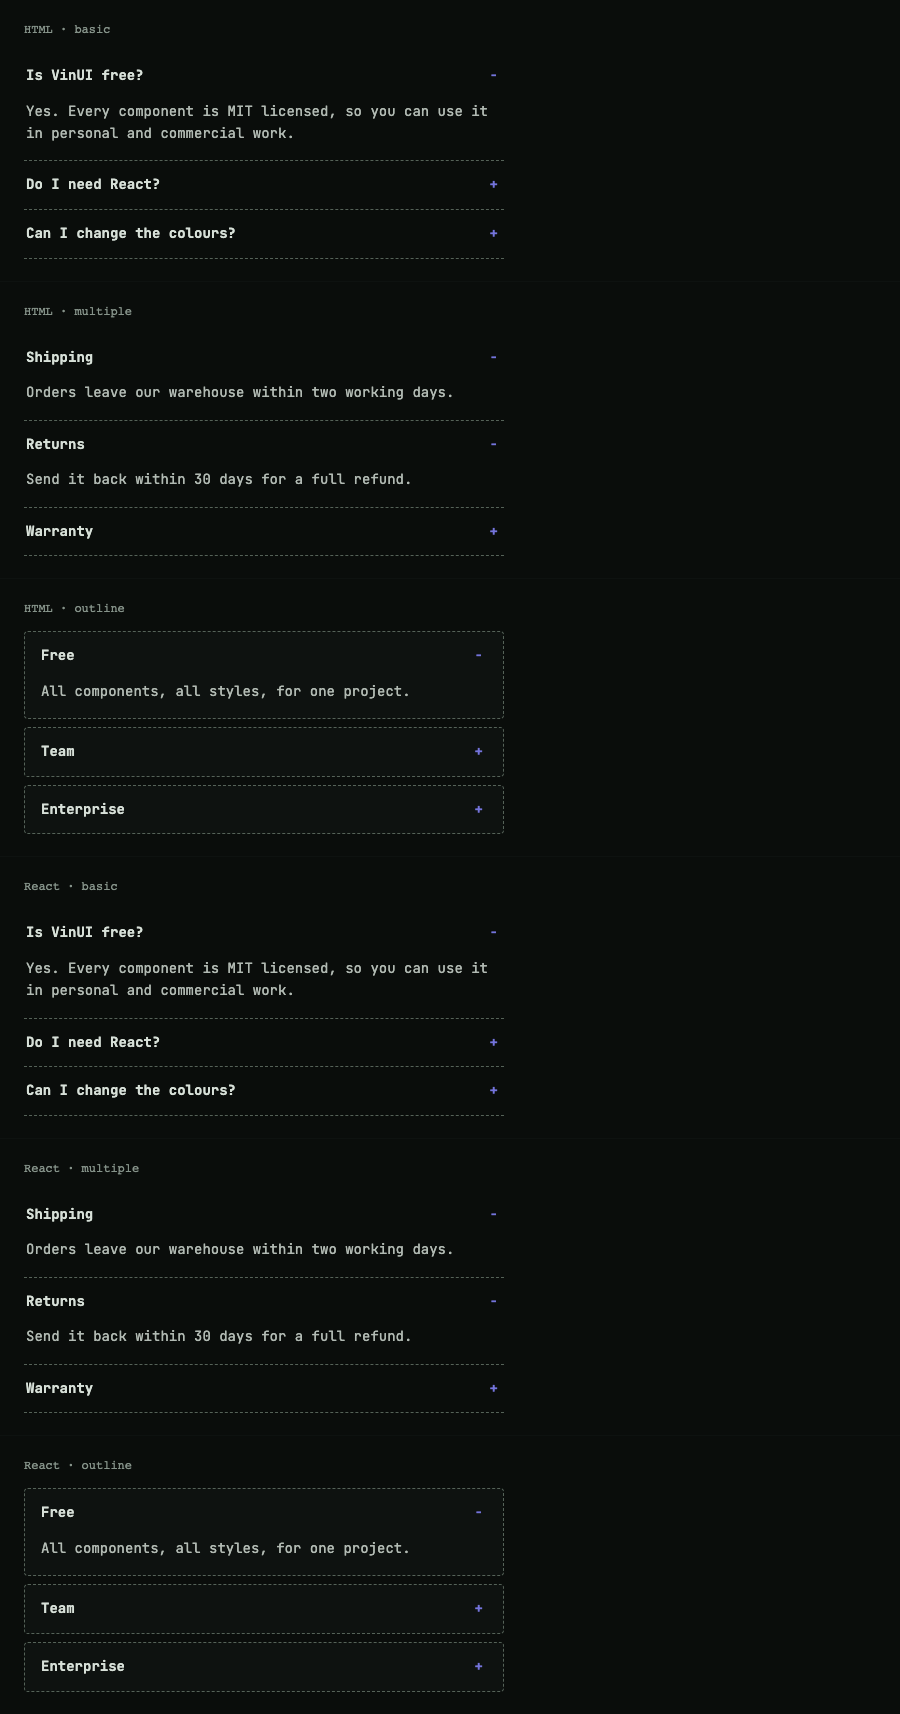 HTML · basic
Is VinUI free? -
Yes. Every component is MIT licensed, so you can use it
in personal and commercial work.
Do I need React? +
Can I change the colours? +
HTML · multiple
Shipping -
Orders leave our warehouse within two working days.
Returns -
Send it back within 30 days for a full refund.
Warranty +
HTML · outline
Free -
All components, all styles, for one project.
Team +
Enterprise +
React · basic
Is VinUI free? -
Yes. Every component is MIT licensed, so you can use it
in personal and commercial work.
Do I need React? +
Can I change the colours? +
React · multiple
Shipping -
Orders leave our warehouse within two working days.
Returns -
Send it back within 30 days for a full refund.
Warranty +
React · outline
Free -
All components, all styles, for one project.
Team +
Enterprise +